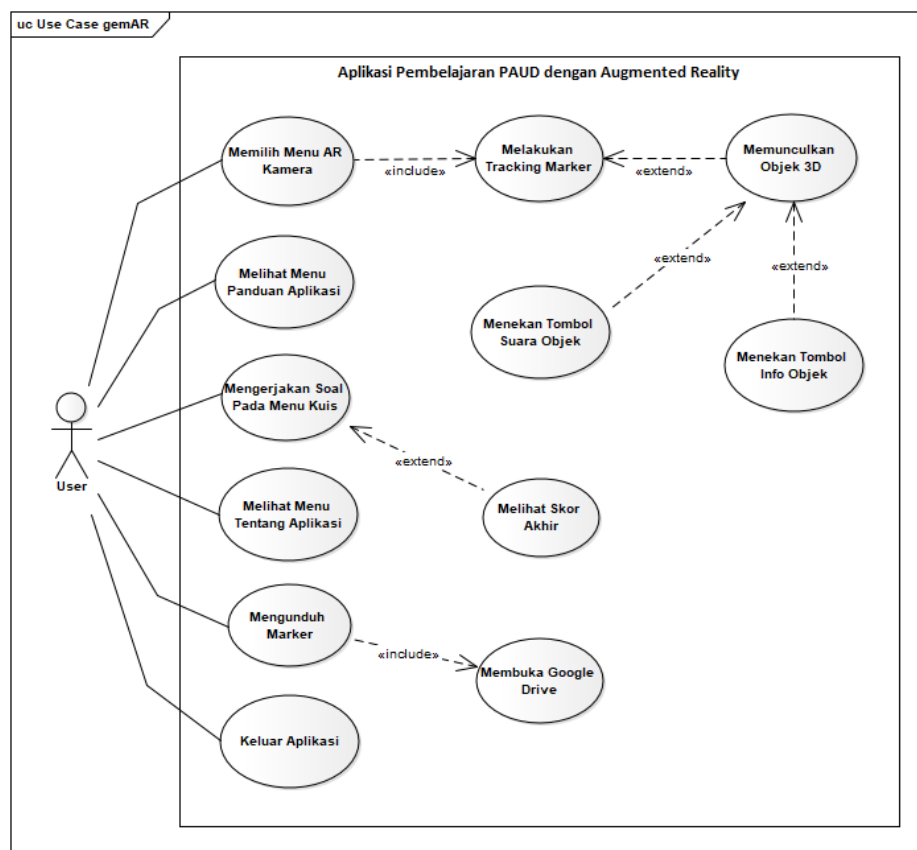 uc Use Case gemAR
Aplikasi Pembelajaran PAUD dengan Augmented Reality
Memilih Menu AR
Kamera
«include»
Melakukan
Tracking Marker
«extend»
Memunculkan
Objek 3D
Melihat Menu
Panduan Aplikasi
«extend»
«extend»
Menekan Tombol
Suara Objek
Menekan Tombol
Info Objek
Mengerjakan Soal
Pada Menu Kuis
«extend»
User
Melihat Menu
Tentang Aplikasi
Melihat Skor
Akhir
Mengunduh
Marker
«include»
Membuka Google
Drive
Keluar Aplikasi